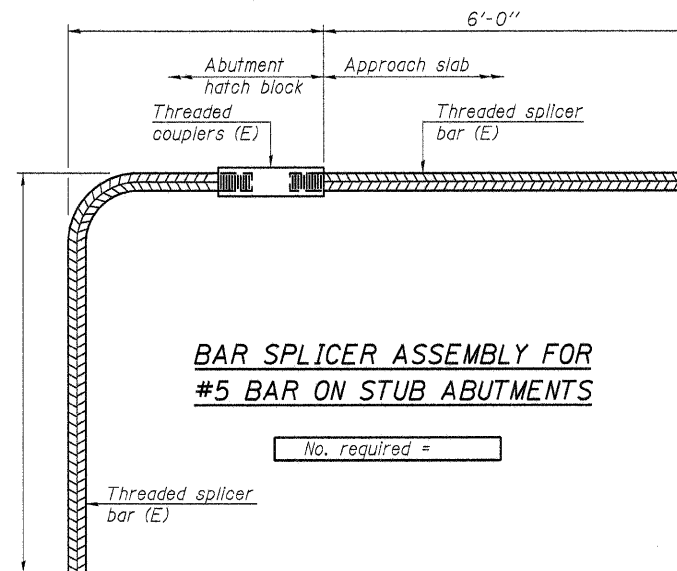 6'-0"
Abutment
hatch block
Approach slab
Threaded
couplers (E)
Threaded splicer
bar (E)
BAR SPLICER ASSEMBLY FOR
#5 BAR ON STUB ABUTMENTS
No. required =
Threaded splicer
bar (E)